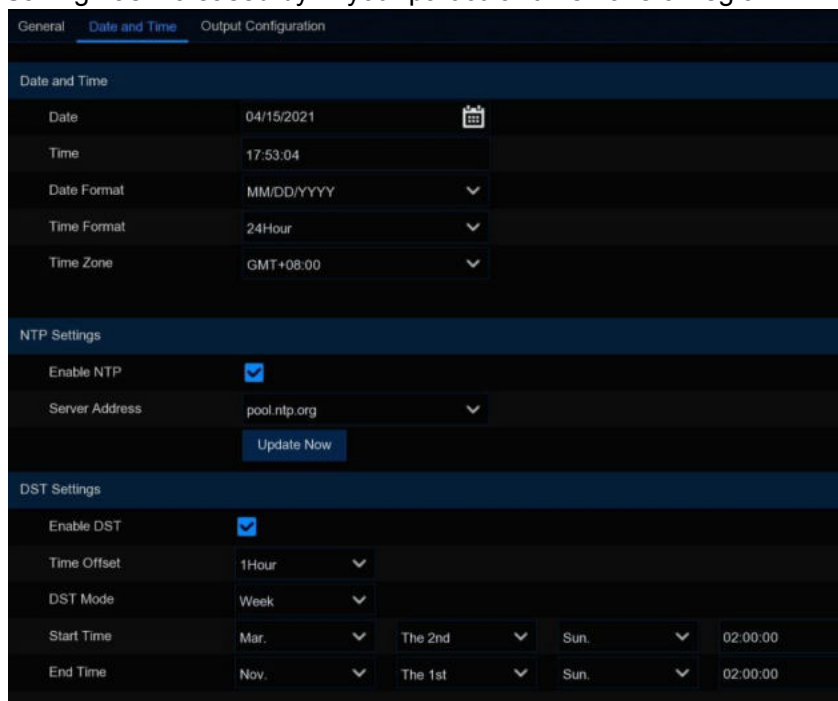 General Date and Time Output Configuration
Date and Time
Date 04/15/2021
Time 17:53:04
Date Format MM/DD/YYYY
Time Format 24Hour
Time Zone GMT+08:00
NTP Settings
Enable NTP
Server Address pool.ntp.org
Update Now
DST Settings
Enable DST
Time Offset 1Hour
DST Mode Week
Start Time Mar. The 2nd Sun. 02:00:00
End Time Nov. The 1st Sun. 02:00:00